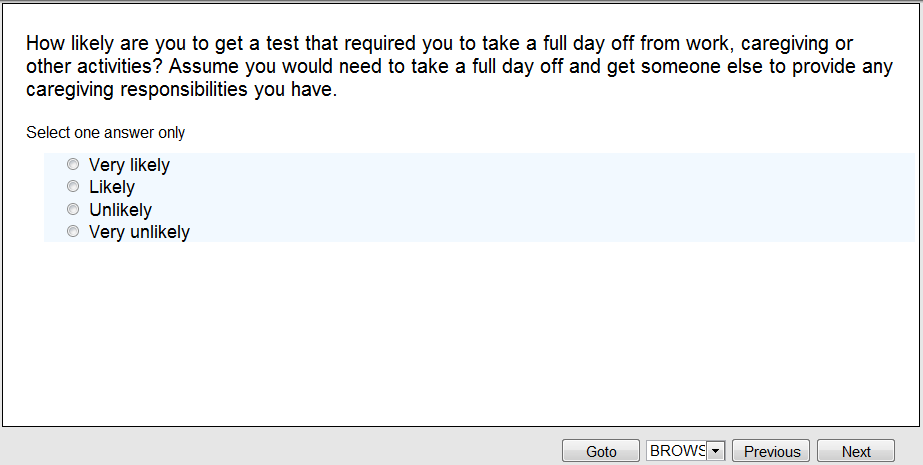 How likely are you to get a test that required you to take a full day off from work, caregiving or
other activities? Assume you would need to take a full day off and get someone else to provide any
caregiving responsibilities you have.
Select one answer only
Very likely
Likely
Unlikely
Very unlikely
Goto BROWS Previous Next